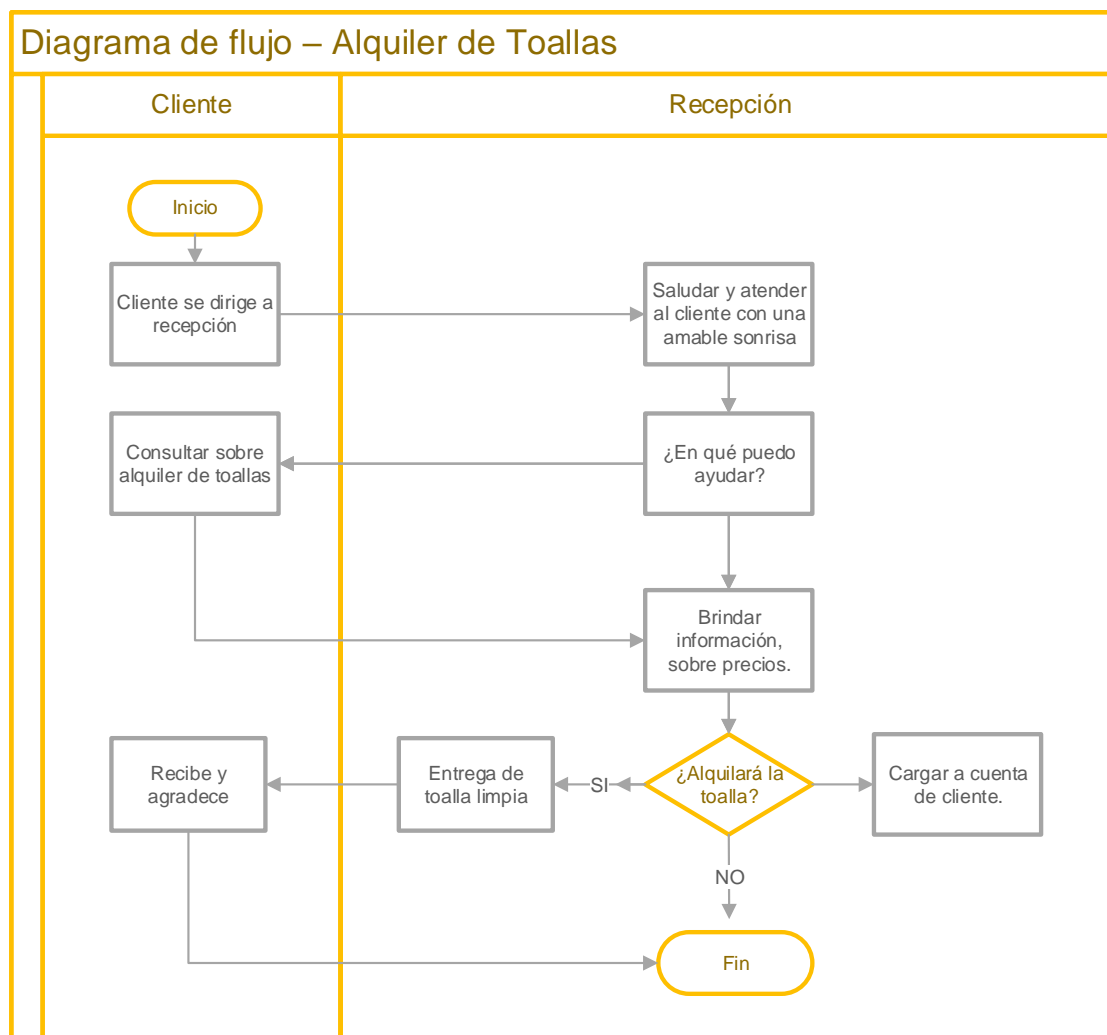 Diagrama de flujo – Alquiler de Toallas
Cliente
Recepción
Inicio
Cliente se dirige a
recepción
Saludar y atender
al cliente con una
amable sonrisa
Consultar sobre
alquiler de toallas
¿En qué puedo
ayudar?
Brindar
información,
sobre precios.
Recibe y
agradece
Entrega de
toalla limpia
SI
¿Alquilará la
toalla?
Cargar a cuenta
de cliente.
NO
Fin